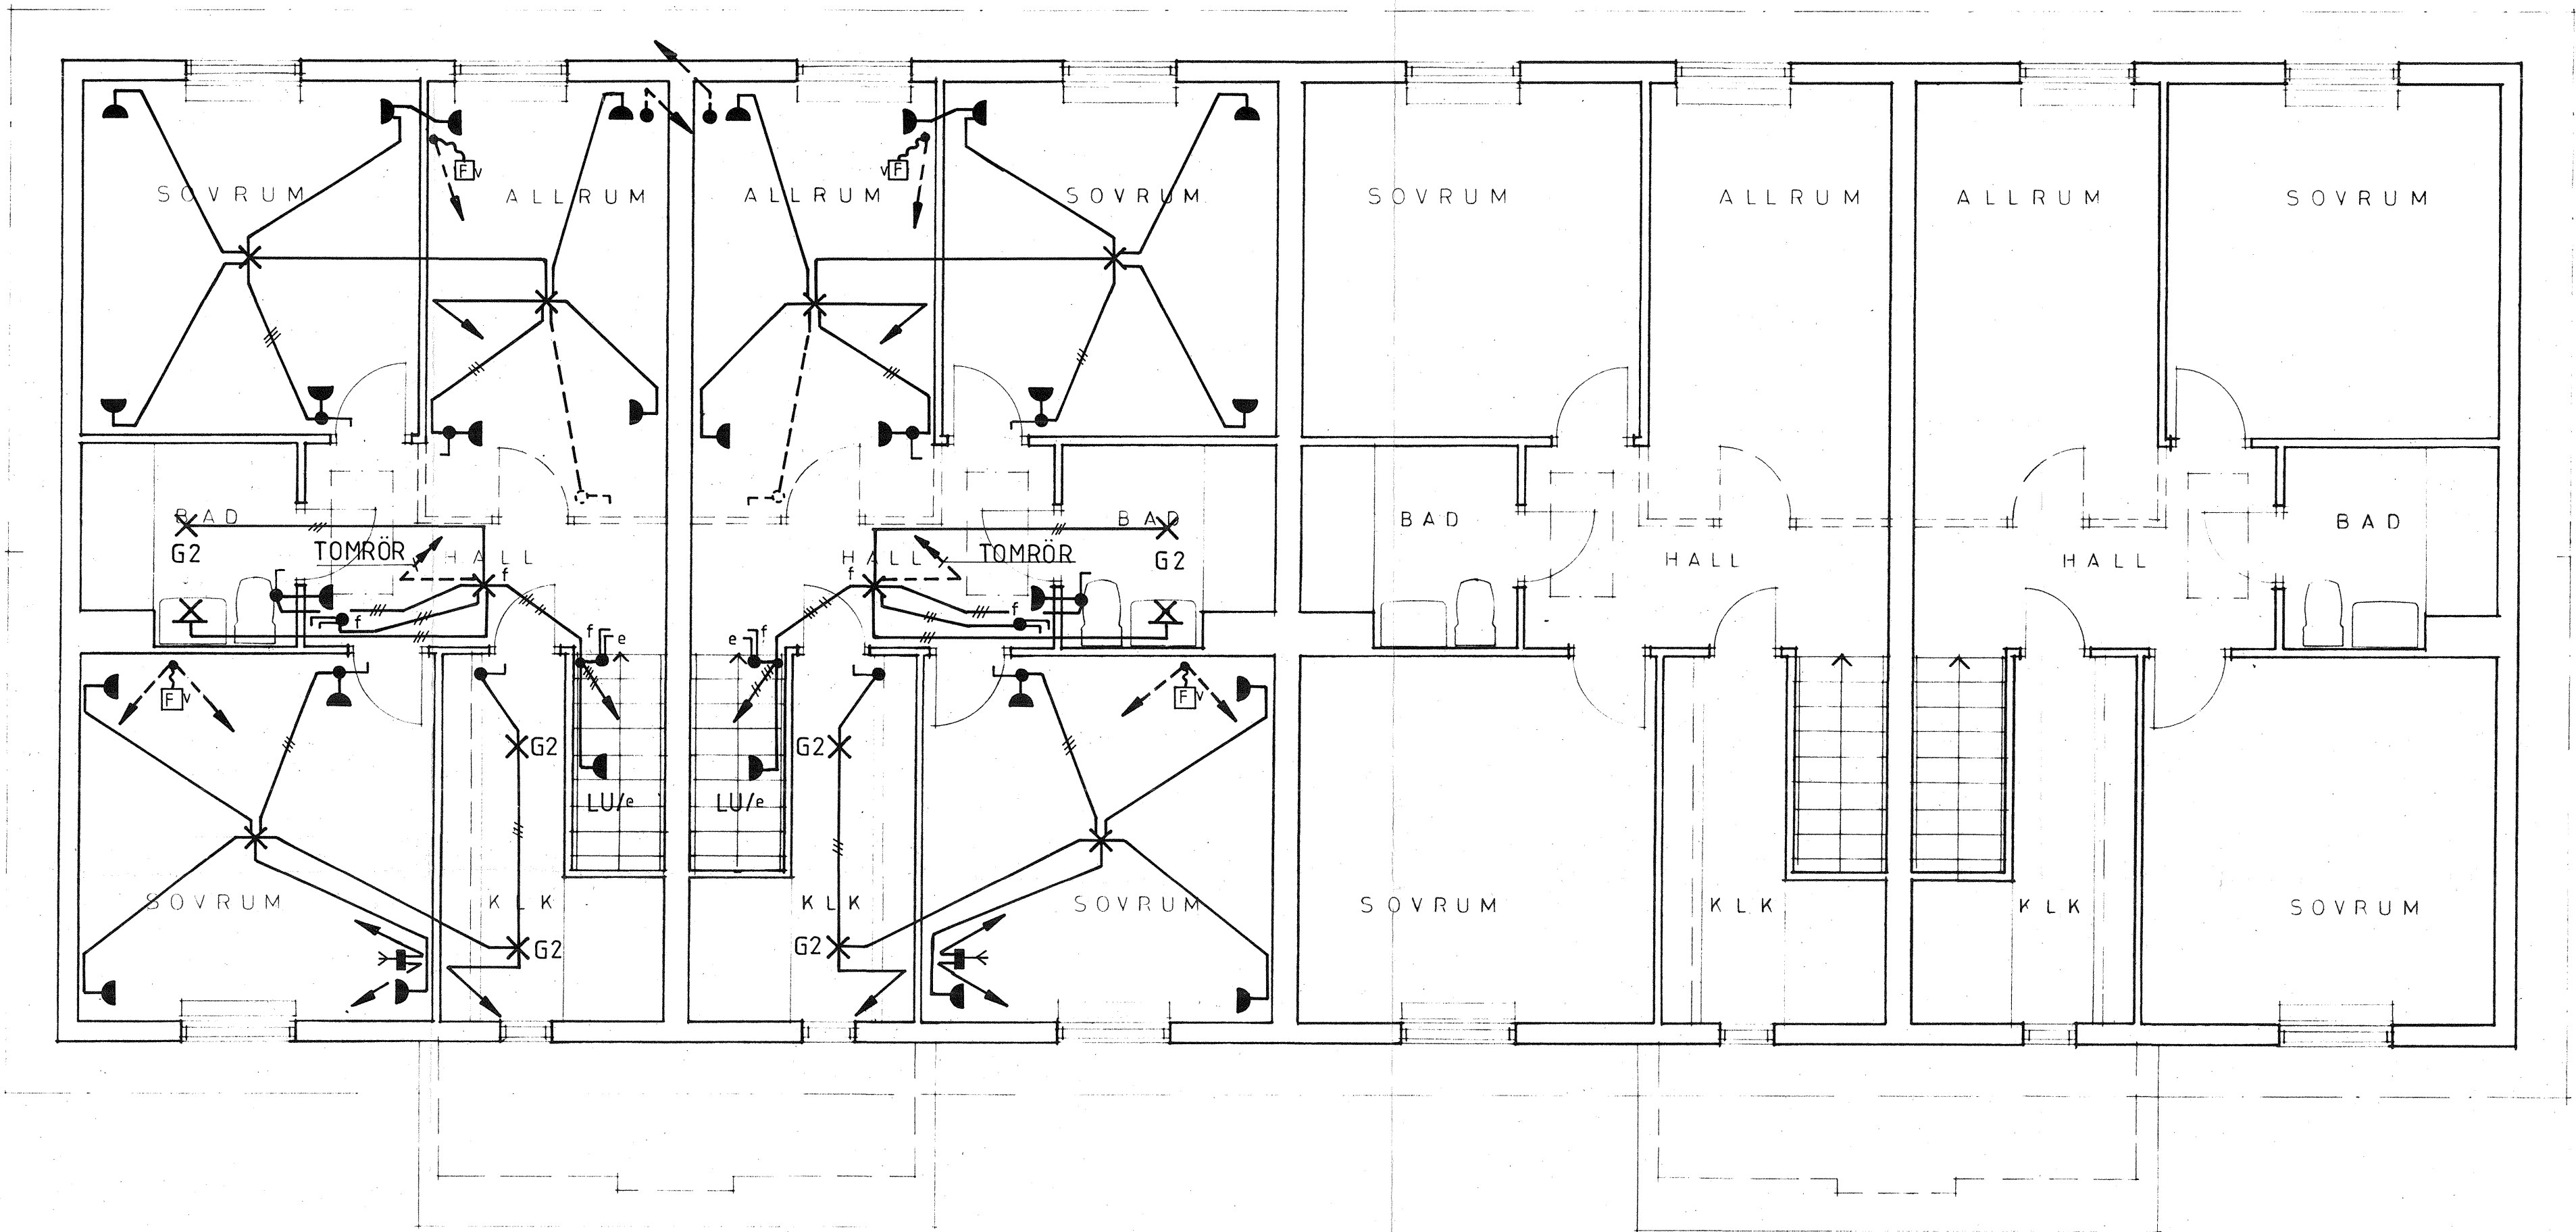 F v
v F
SOVRUM
ALLRUM
ALLRUM
SOVRUM
SOVRUM
ALLRUM
ALLRUM
SOVRUM
BAD
BAD
BAD
BAD
G2
TOMRÖR
HALL
HALL
TOMRÖR
G2
HALL
HALL
f
f
f
f
f e
e f
F v
F v
G2
G2
LU/e
LU/e
SOVRUM
KLK
KLK
SOVRUM
SOVRUM
KLK
KLK
SOVRUM
G2
G2